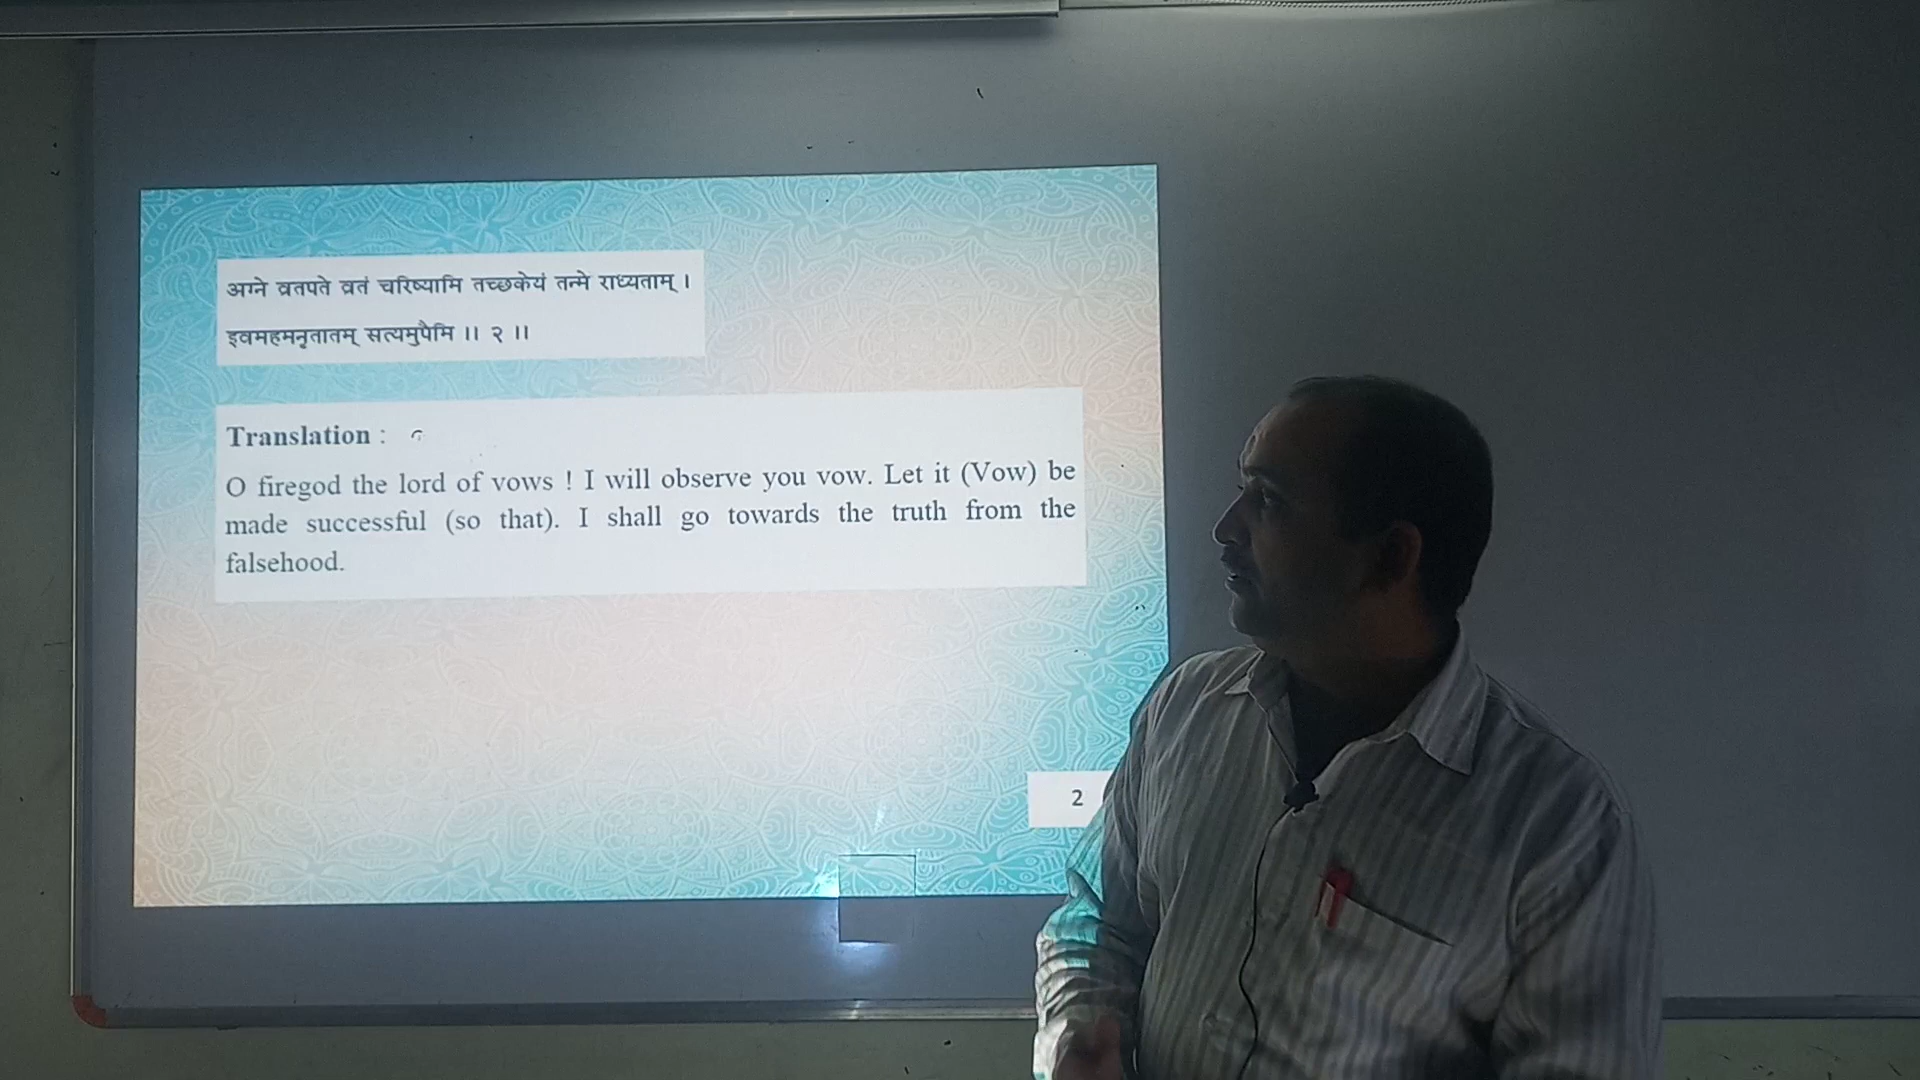 अग्ने व्रतपते व्रतं चरिष्यामि तच्छकेयं तन्मे राध्यताम् ।
इवमहमनृतातम् सत्यमुपैमि ।। २ ।।
Translation :
O firegod the lord of vows ! I will observe you vow. Let it (Vow) be
made successful (so that). I shall go towards the truth from the
falsehood.
2